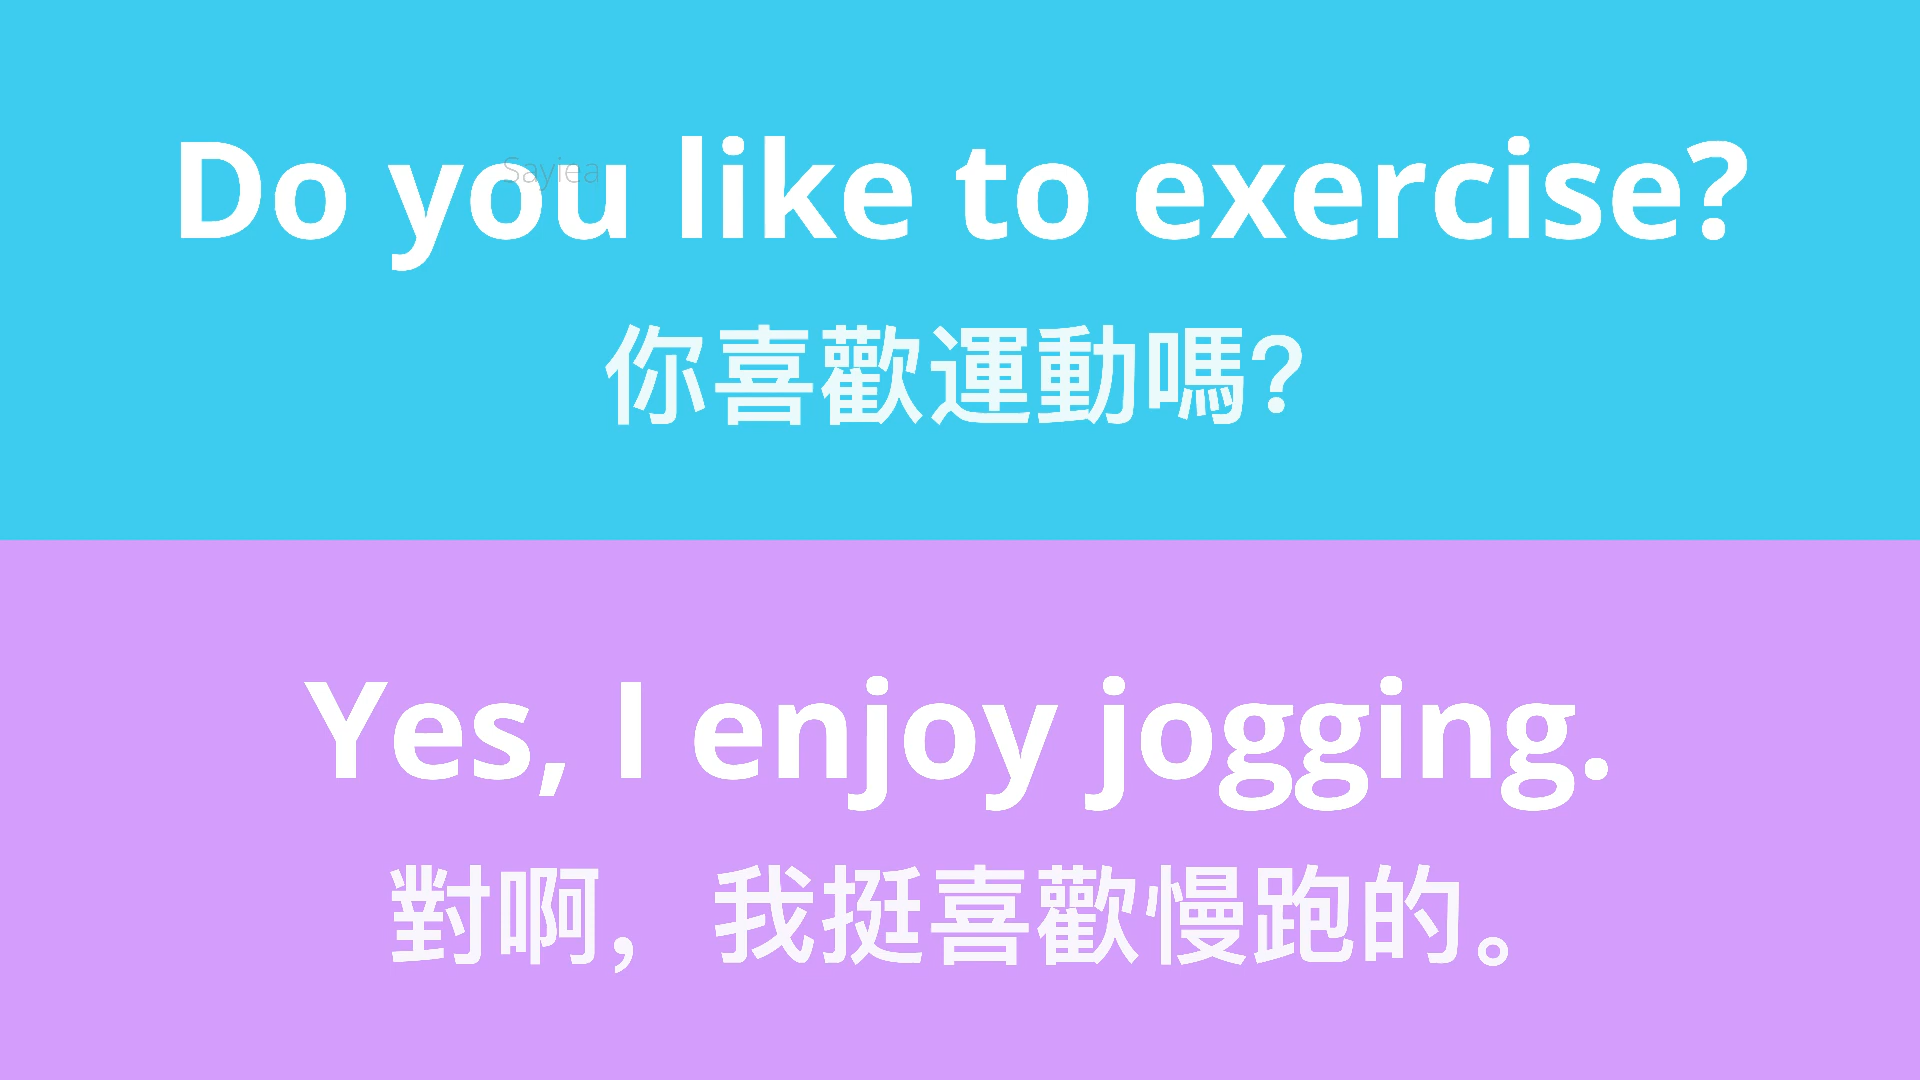 Do you like to exercise?
Sayiea
你喜歡運動嗎?
Yes, I enjoy jogging.
對啊，我挺喜歡慢跑的。